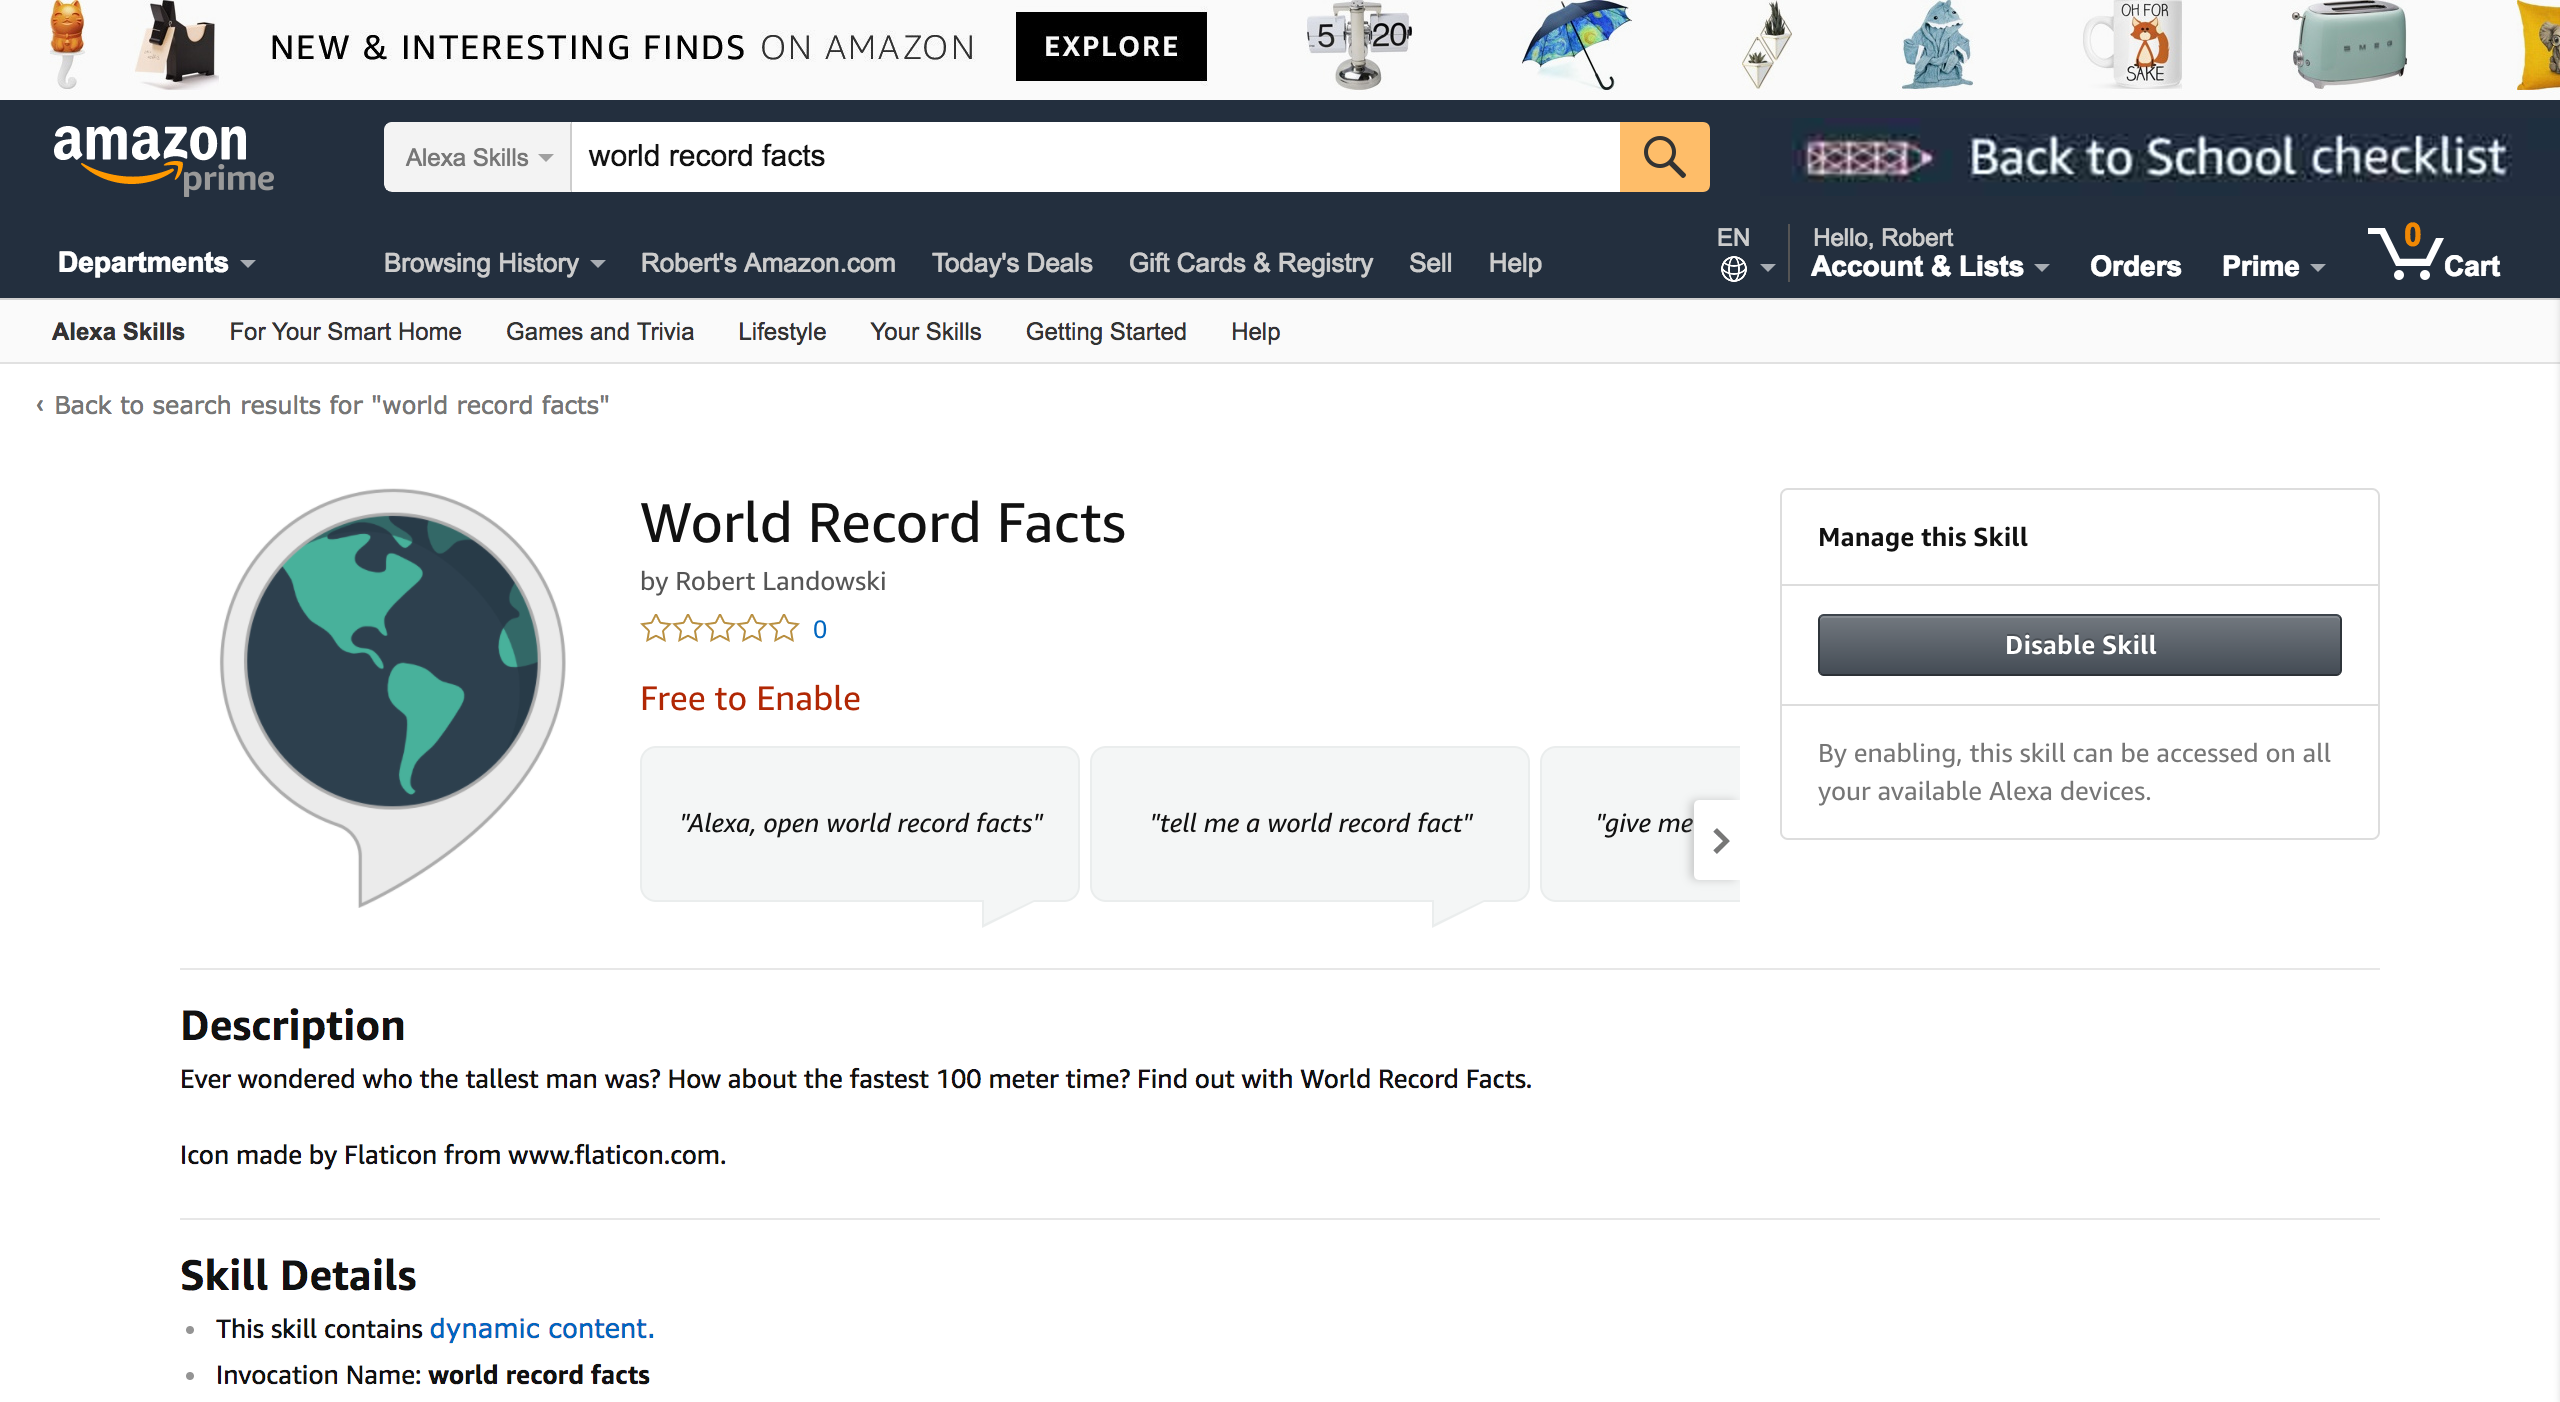 NEW & INTERESTING FINDS ON AMAZON
EXPLORE
5 20
OH FOR
SAKE
SMEG
amazon
prime
Alexa Skills
world record facts
Back to School checklist
Departments
Browsing History
Robert's Amazon.com
Today's Deals
Gift Cards & Registry
Sell
Help
EN
Hello, Robert
Account & Lists
Orders
Prime
0
Cart
Alexa Skills
For Your Smart Home
Games and Trivia
Lifestyle
Your Skills
Getting Started
Help
‹ Back to search results for "world record facts"
World Record Facts
by Robert Landowski
0
Free to Enable
"Alexa, open world record facts"
"tell me a world record fact"
"give me
Manage this Skill
Disable Skill
By enabling, this skill can be accessed on all
your available Alexa devices.
Description
Ever wondered who the tallest man was? How about the fastest 100 meter time? Find out with World Record Facts.
Icon made by Flaticon from www.flaticon.com.
Skill Details
• This skill contains dynamic content.
• Invocation Name: world record facts